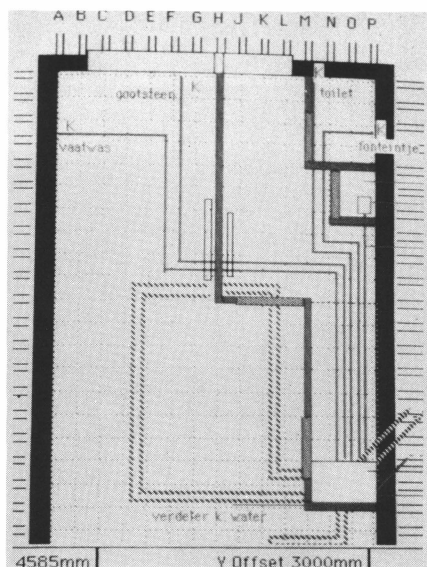 A B C D E F G H J K L M N O P
K
gootsteen K toilet
K K
vaatwas fonteintje
verdeler k. water
4585mm Y Offset 3000mm